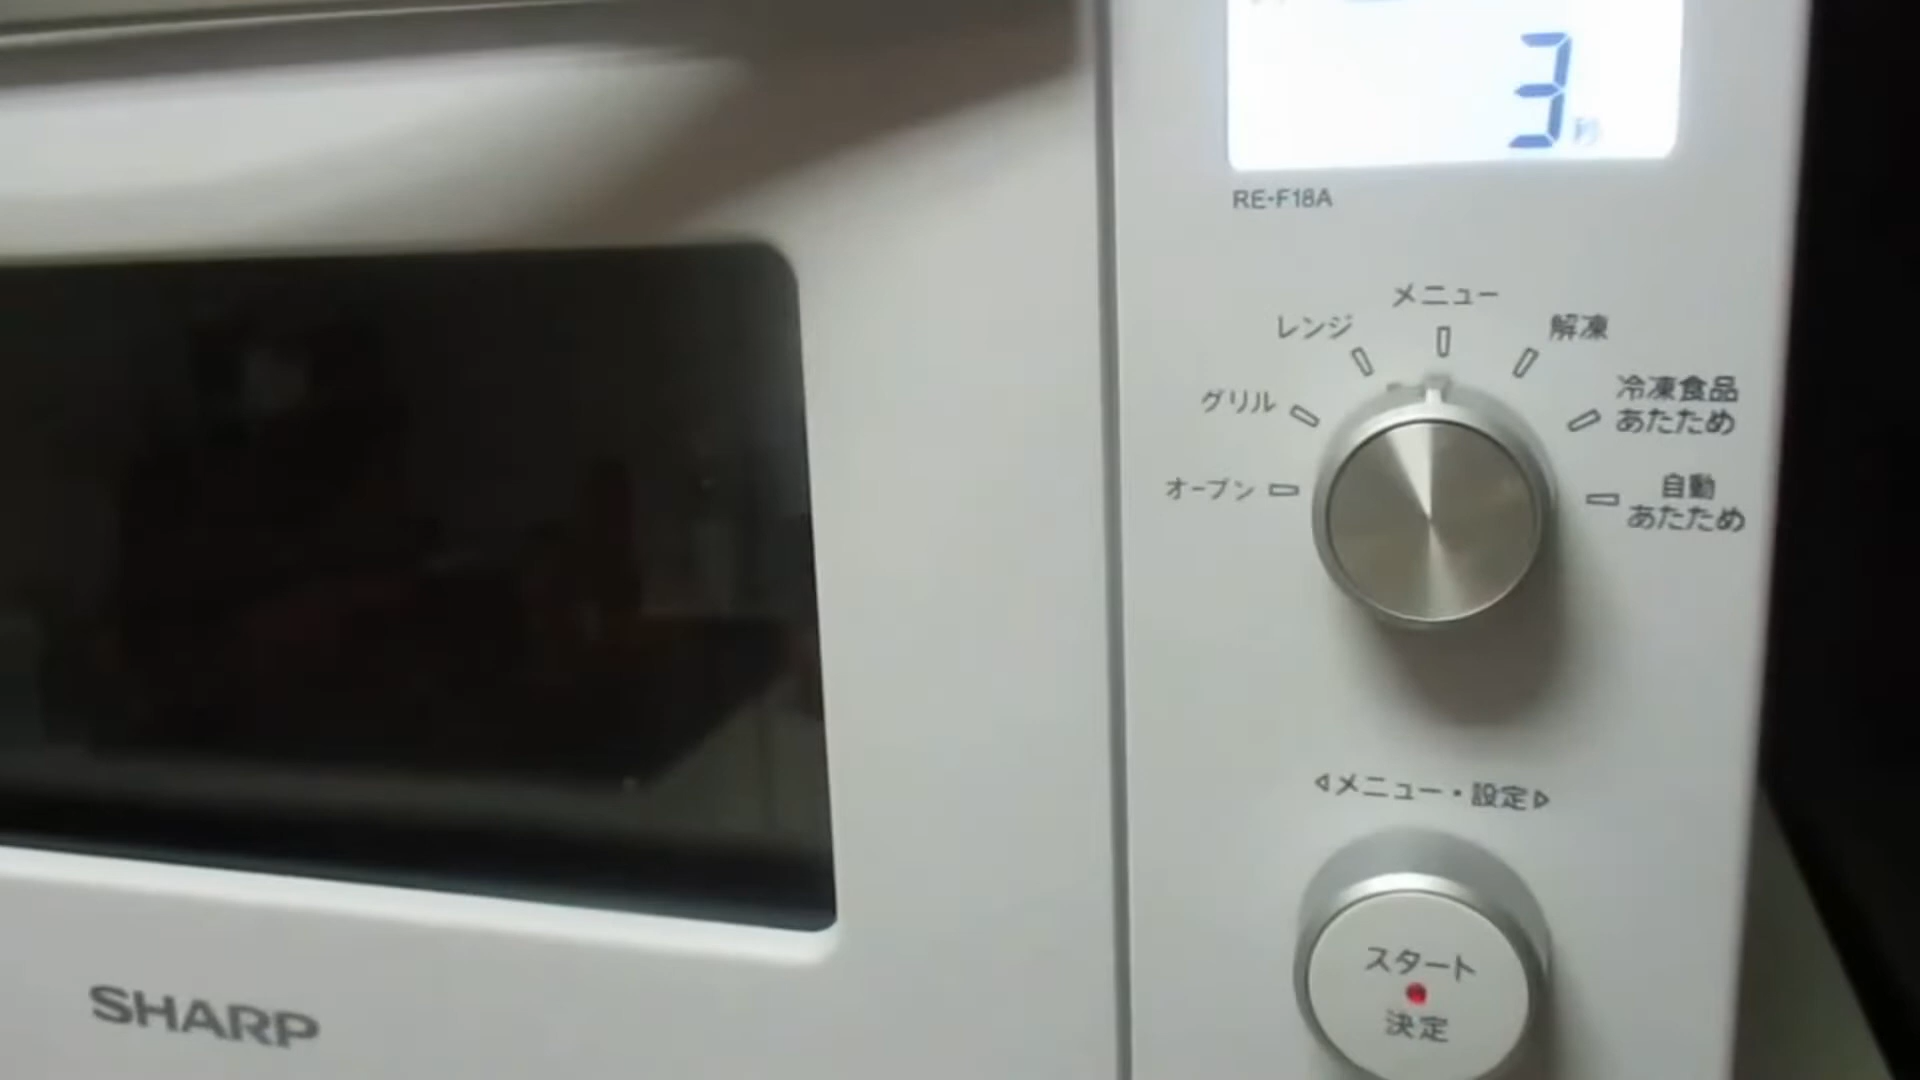 3秒
RE-F18A
メニュー
レンジ
解凍
グリル
冷凍食品
あたため
オーブン
自動
あたため
◁メニュー・設定▷
スタート
決定
SHARP